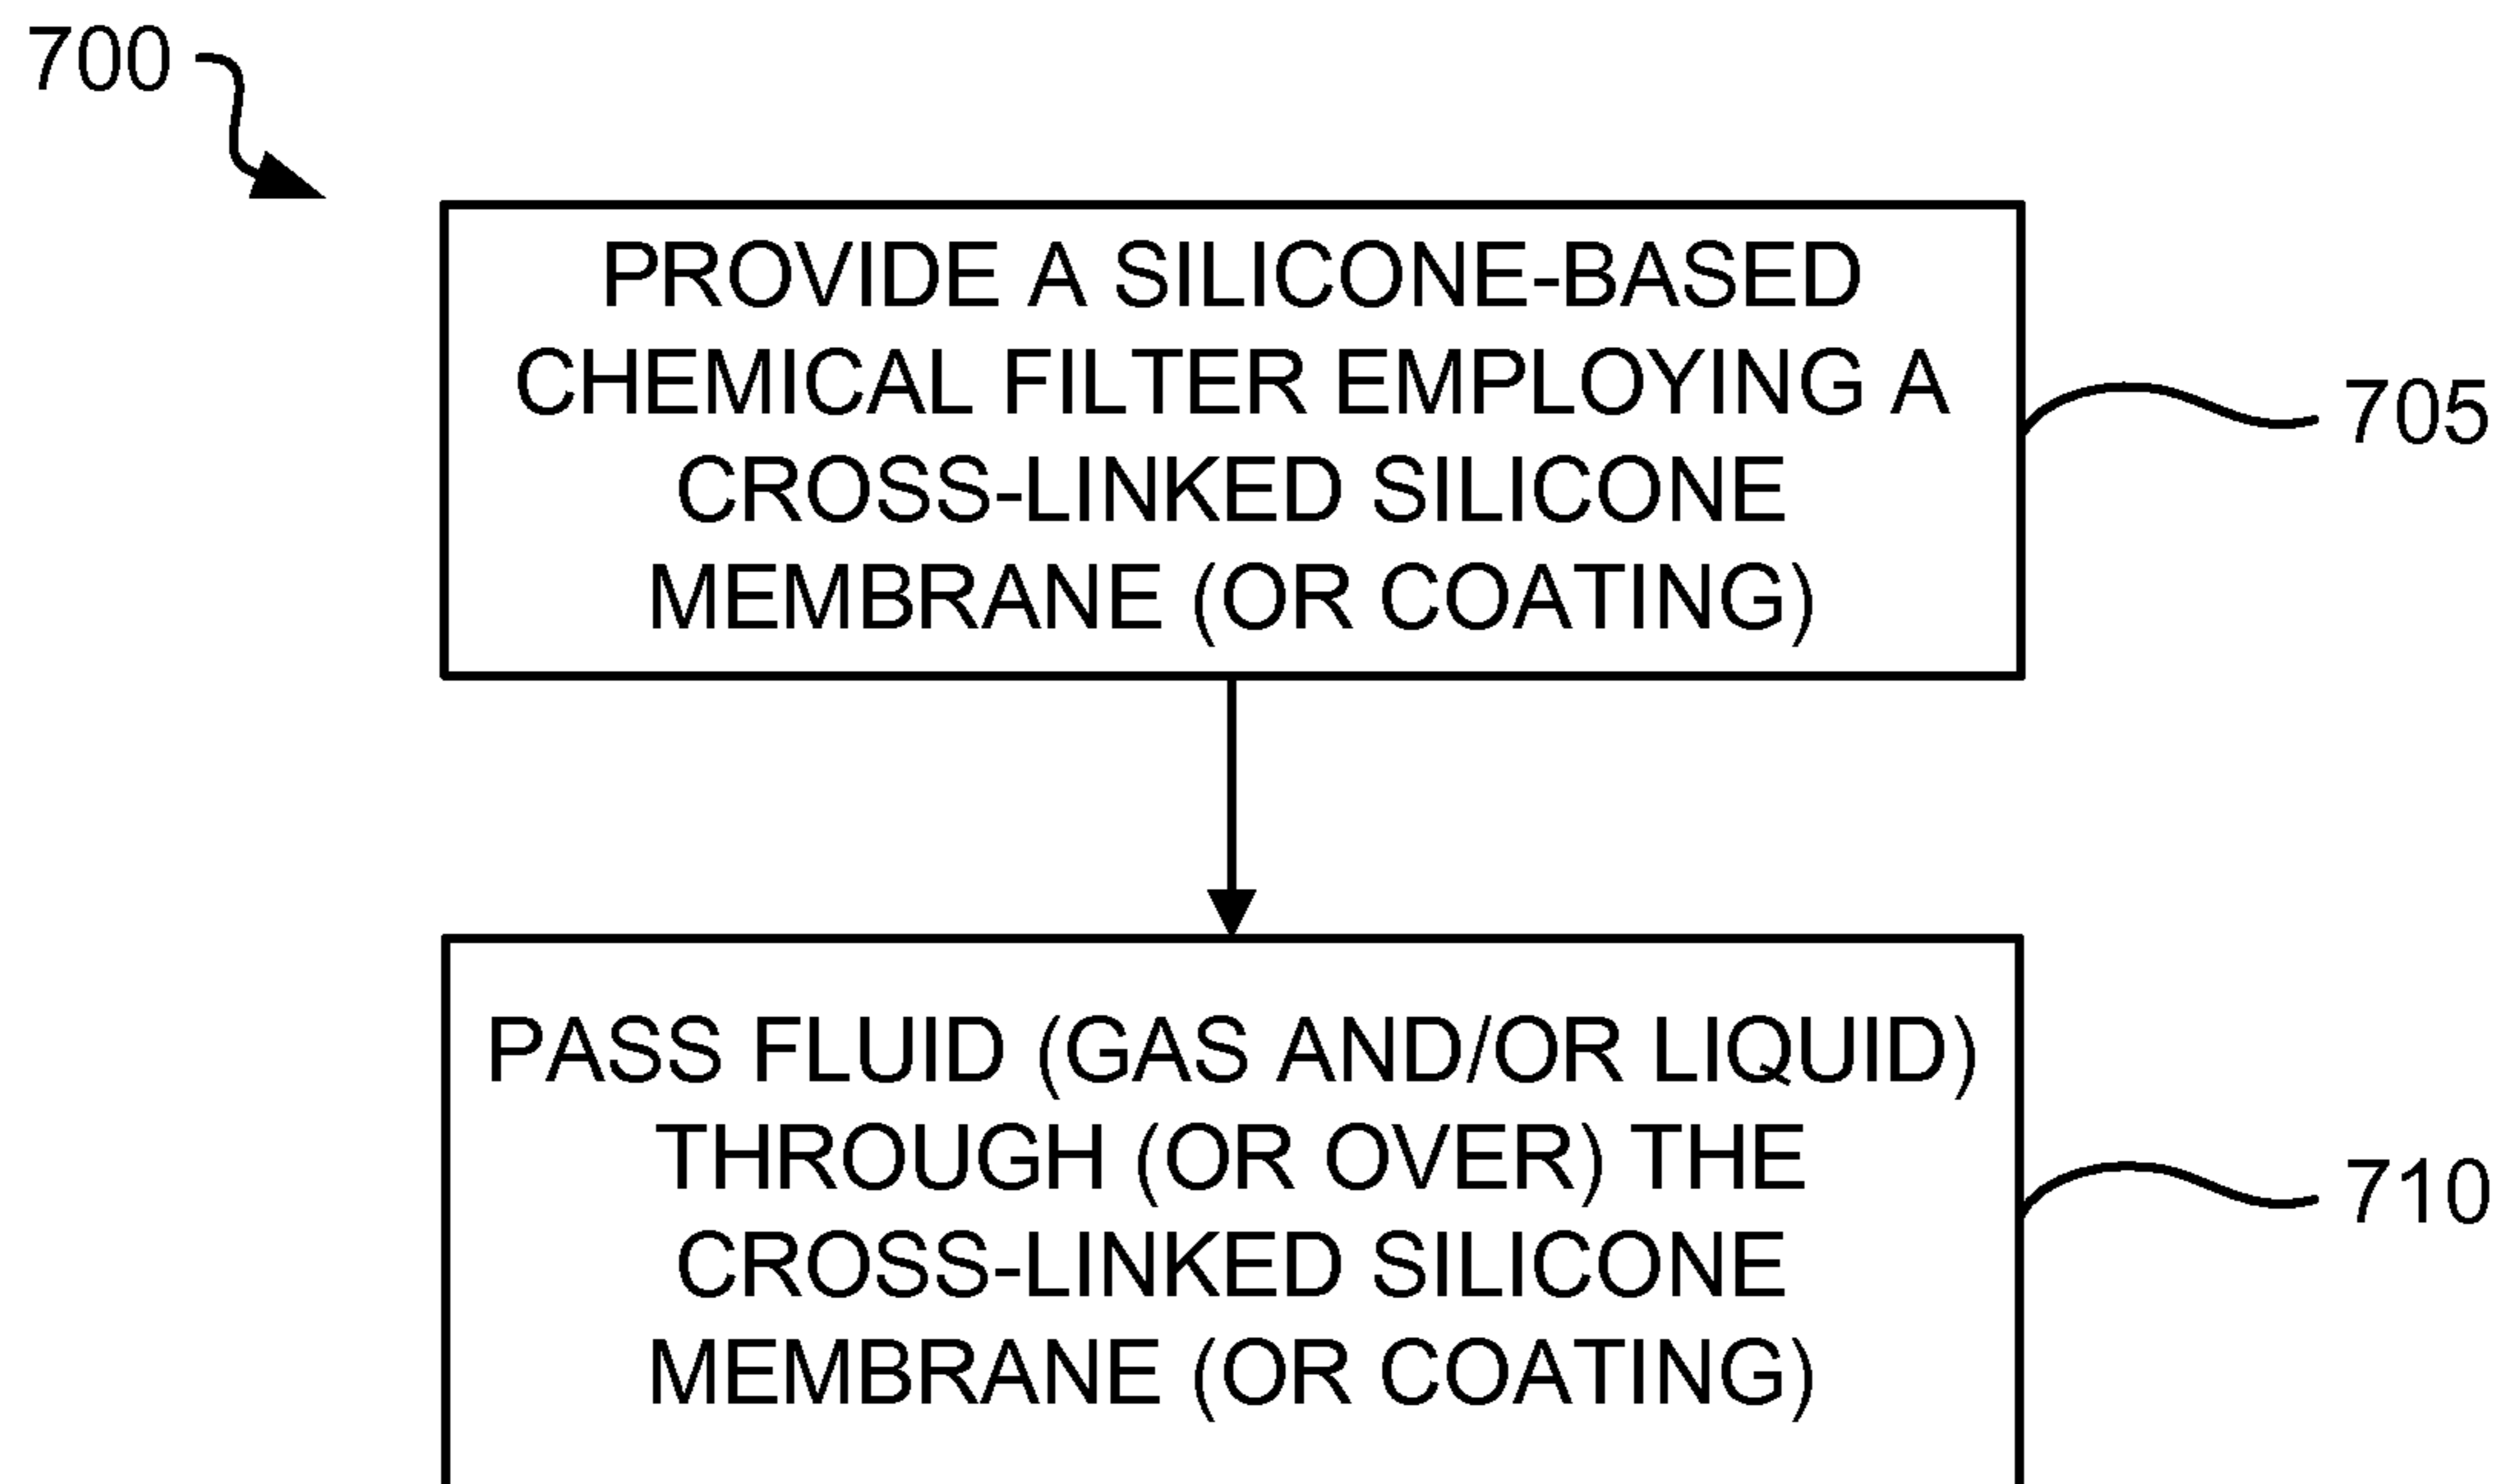 700
PROVIDE A SILICONE-BASED
CHEMICAL FILTER EMPLOYING A
CROSS-LINKED SILICONE
MEMBRANE (OR COATING)
705
PASS FLUID (GAS AND/OR LIQUID)
THROUGH (OR OVER) THE
CROSS-LINKED SILICONE
MEMBRANE (OR COATING)
710